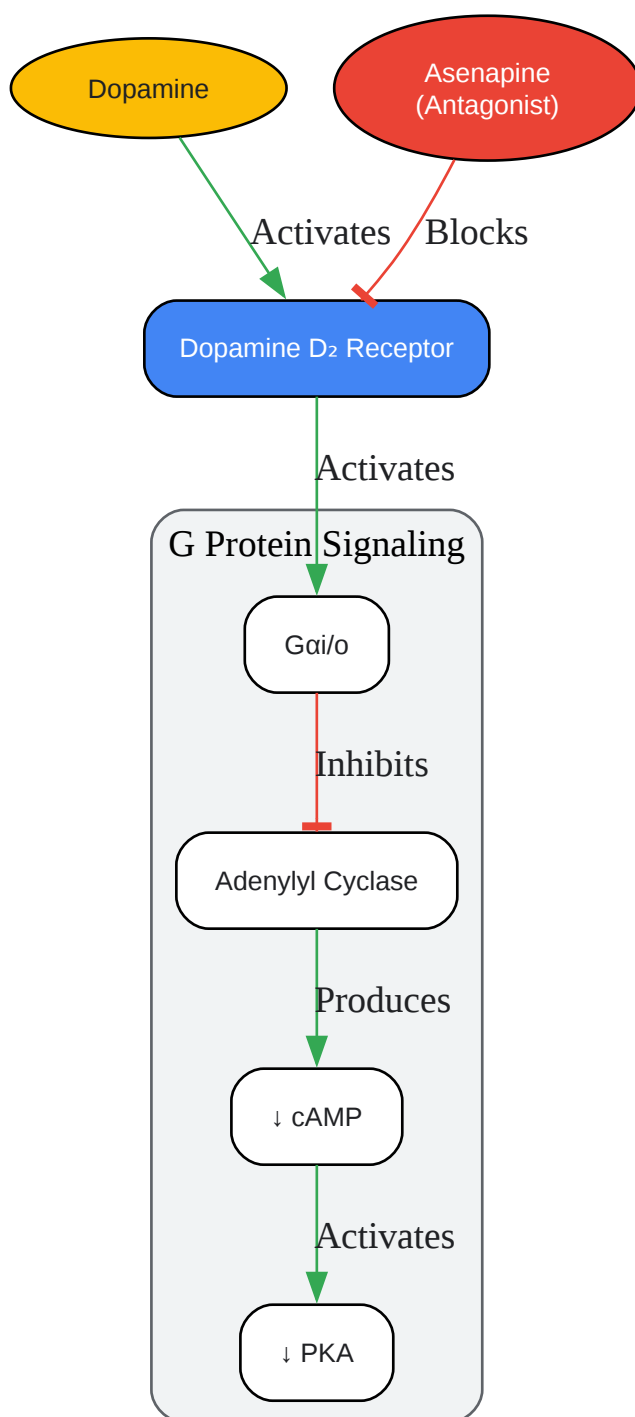 Dopamine
Asenapine
(Antagonist)
Activates
Blocks
Dopamine D₂ Receptor
Activates
G Protein Signaling
Gαi/o
Inhibits
Adenylyl Cyclase
Produces
↓ cAMP
Activates
↓ PKA